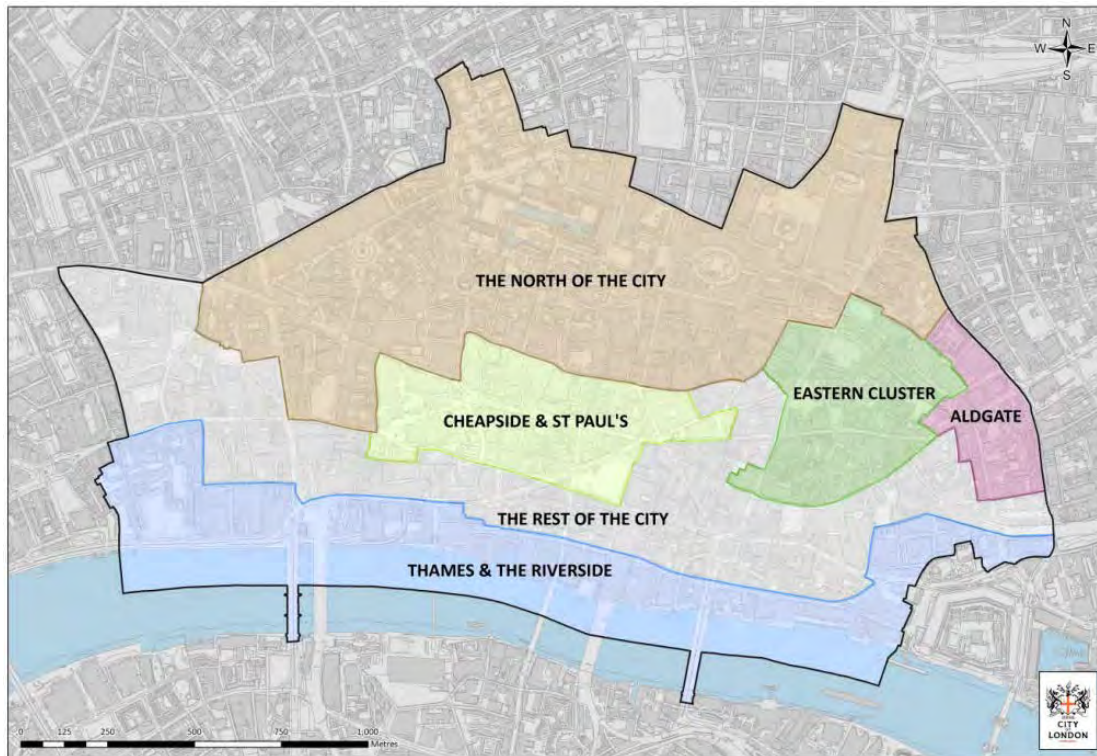 N
W E
S
THE NORTH OF THE CITY
EASTERN CLUSTER
CHEAPSIDE & ST PAUL'S
ALDGATE
THE REST OF THE CITY
THAMES & THE RIVERSIDE
0 125 250 500 750 1,000
Metres
CITY
OF
LONDON